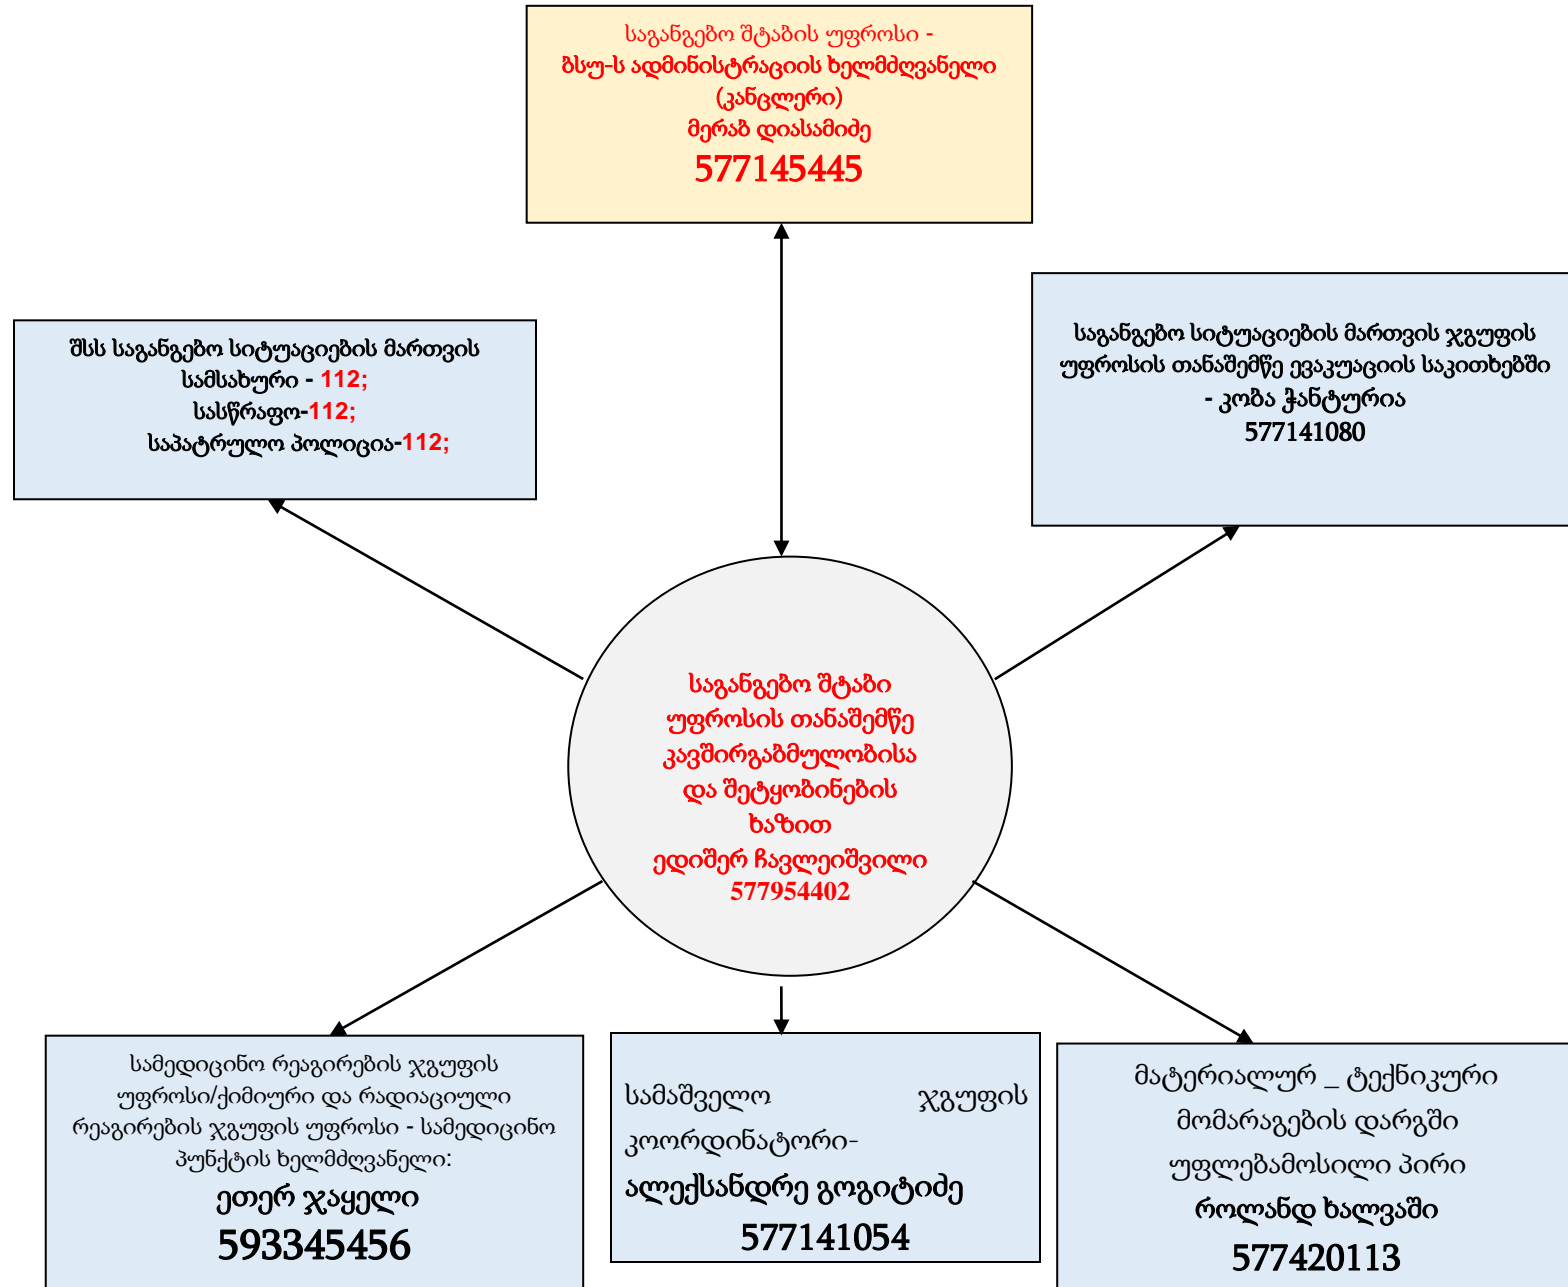 საგანგებო შტაბის უფროსი -
ბსუ-ს ადმინისტრაციის ხელმძღვანელი
(კანცლერი)
მერაბ დიასამიძე
577145445
შსს საგანგებო სიტუაციების მართვის
სამსახური - 112;
სასწრაფო-112;
საპატრულო პოლიცია-112;
საგანგებო სიტუაციების მართვის ჯგუფის
უფროსის თანაშემწე ევაკუაციის საკითხებში
- კობა ჭანტურია
577141080
საგანგებო შტაბი
უფროსის თანაშემწე
კავშირგაბმულობისა
და შეტყობინების
ხაზით
ედიშერ ჩავლეიშვილი
577954402
სამედიცინო რეაგირების ჯგუფის
უფროსი/ქიმიური და რადიაციული
რეაგირების ჯგუფის უფროსი - სამედიცინო
პუნქტის ხელმძღვანელი:
ეთერ ჯაყელი
593345456
სამაშველო ჯგუფის
კოორდინატორი-
ალექსანდრე გოგიტიძე
577141054
მატერიალურ _ ტექნიკური
მომარაგების დარგში
უფლებამოსილი პირი
როლანდ ხალვაში
577420113